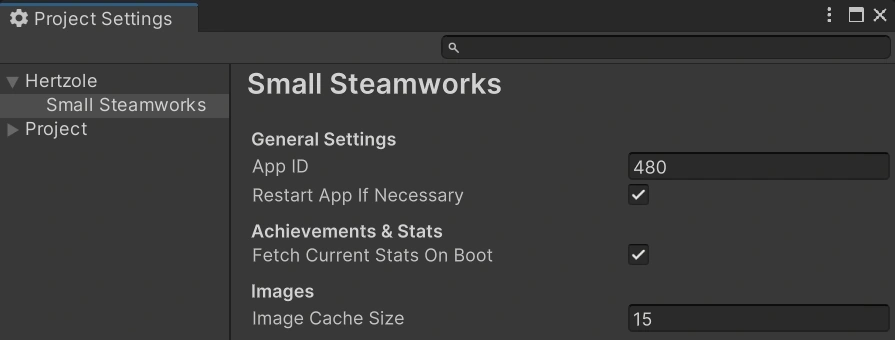 Project Settings
Hertzole
Small Steamworks
Project
Small Steamworks
General Settings
App ID 480
Restart App If Necessary
Achievements & Stats
Fetch Current Stats On Boot
Images
Image Cache Size 15